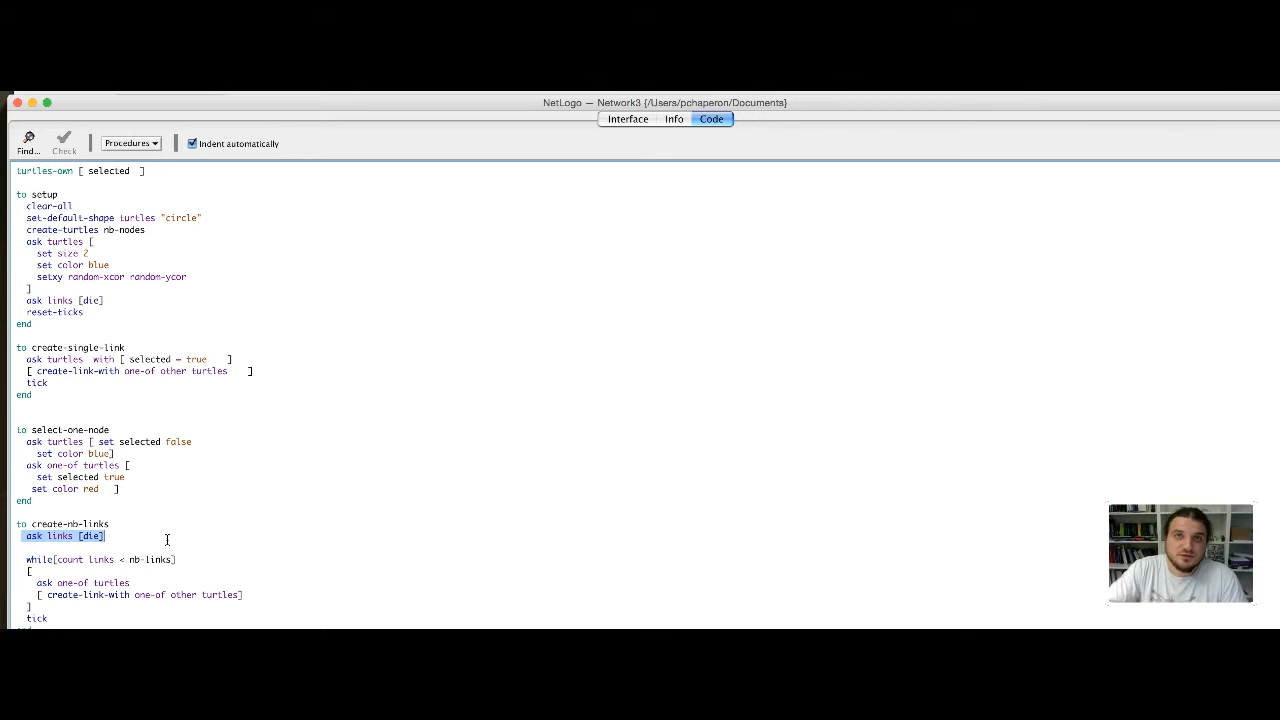 NetLogo — Network3 {/Users/pchaperon/Documents}
Interface Info Code
Find... Check Procedures Indent automatically
turtles-own [ selected ]
to setup
clear-all
set-default-shape turtles "circle"
create-turtles nb-nodes
ask turtles [
set size 2
set color blue
setxy random-xcor random-ycor
]
ask links [die]
reset-ticks
end
to create-single-link
ask turtles with [ selected = true ]
[ create-link-with one-of other turtles ]
tick
end
to select-one-node
ask turtles [ set selected false
set color blue]
ask one-of turtles [
set selected true
set color red ]
end
to create-nb-links
ask links [die]
while[count links < nb-links]
[
ask one-of turtles
[ create-link-with one-of other turtles]
]
tick